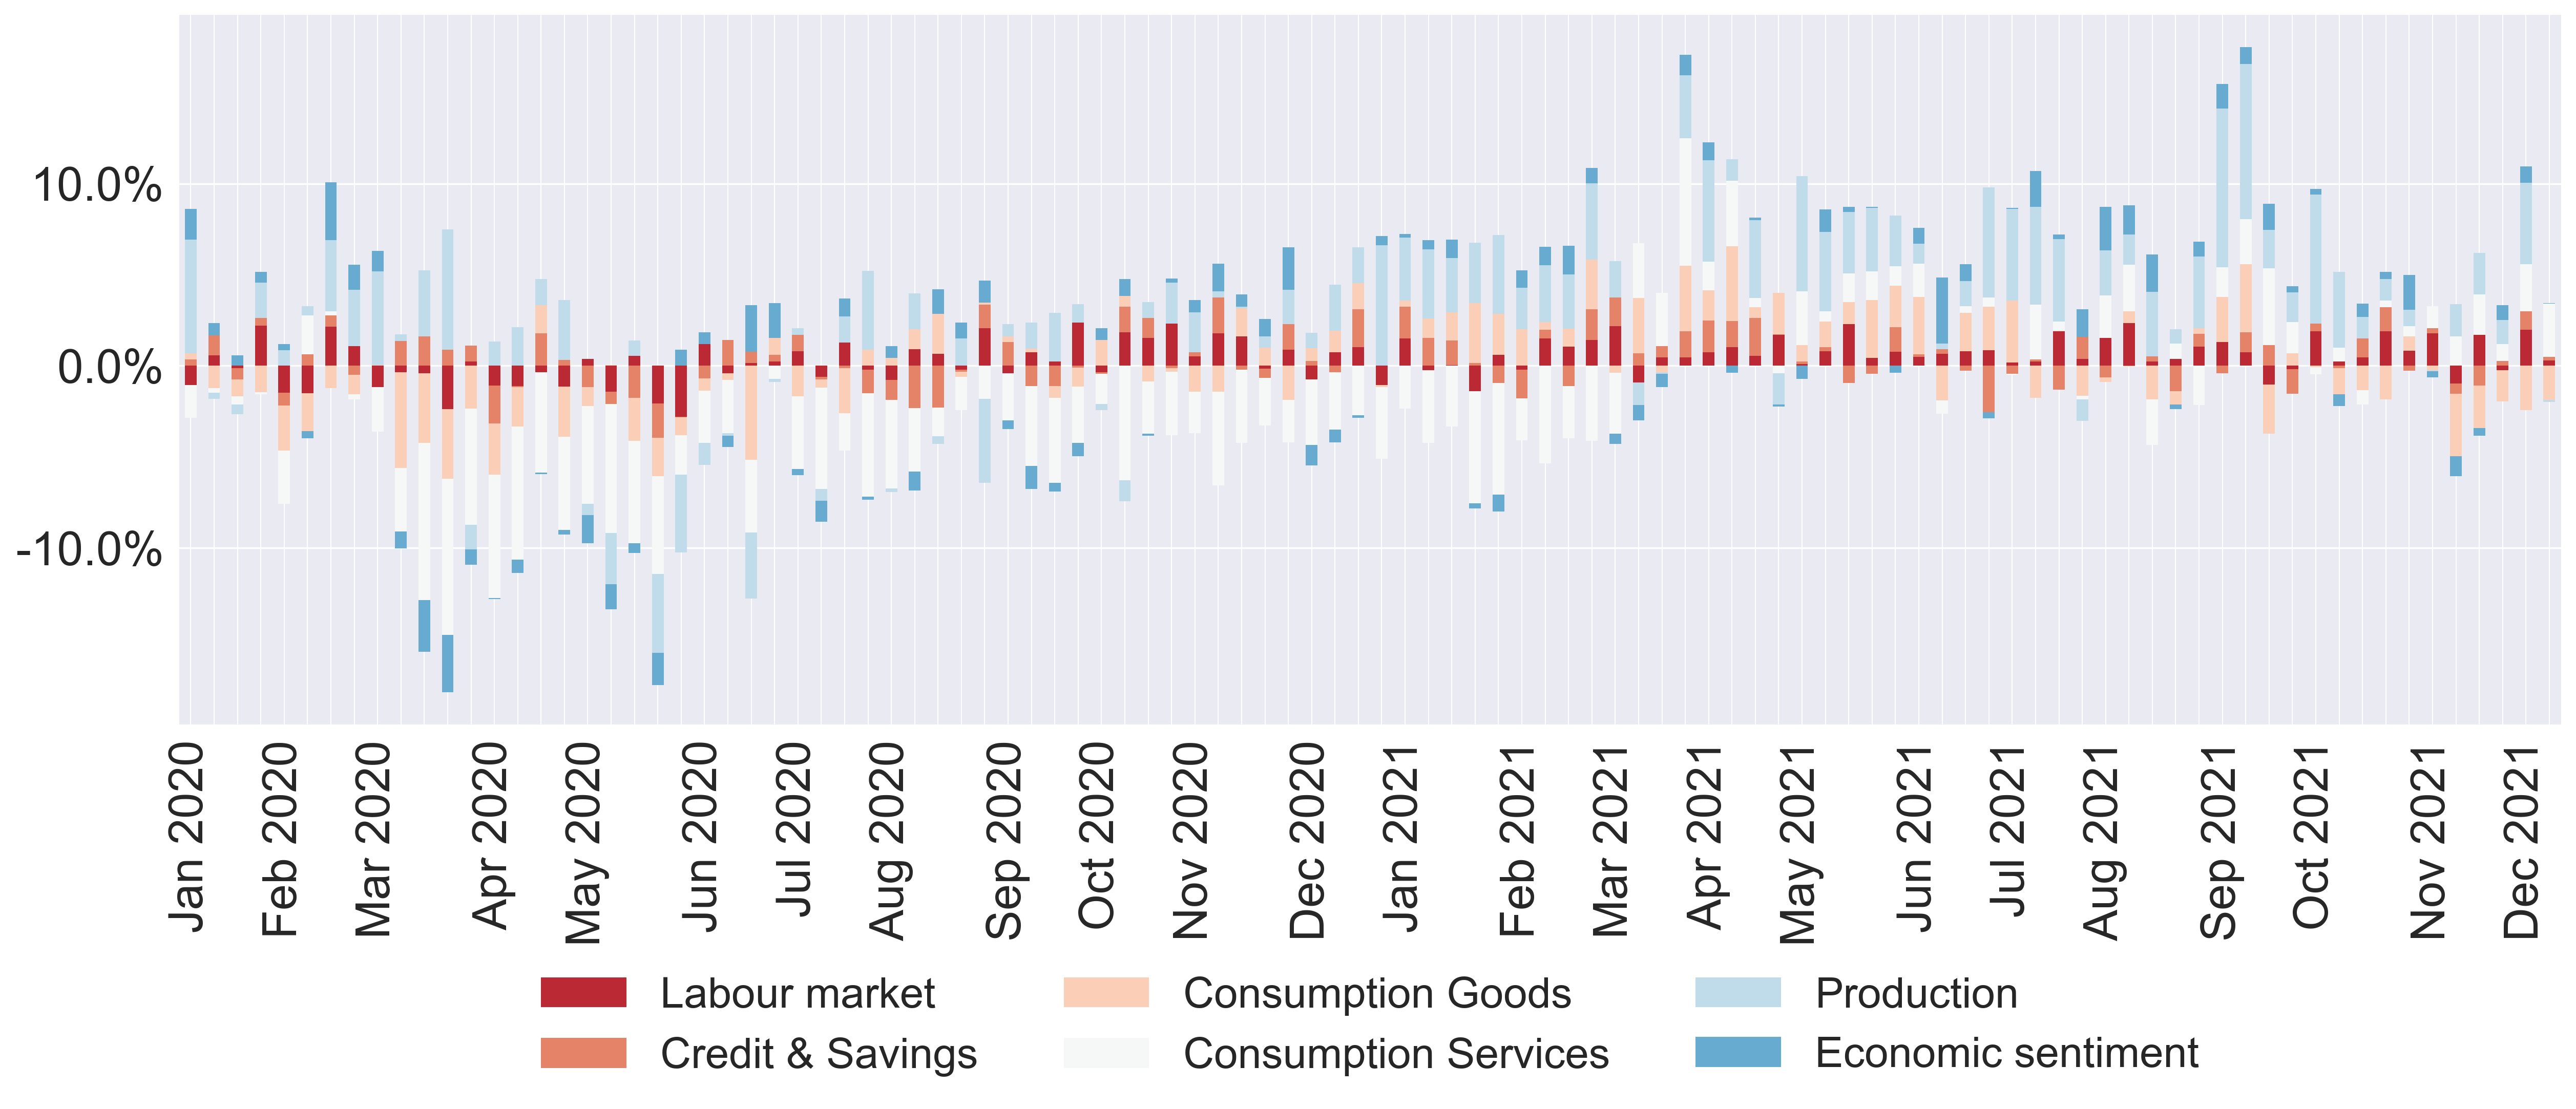 10.0%
0.0%
-10.0%
Jan 2020
Feb 2020
Mar 2020
Apr 2020
May 2020
Jun 2020
Jul 2020
Aug 2020
Sep 2020
Oct 2020
Nov 2020
Dec 2020
Jan 2021
Feb 2021
Mar 2021
Apr 2021
May 2021
Jun 2021
Jul 2021
Aug 2021
Sep 2021
Oct 2021
Nov 2021
Dec 2021
Labour market
Consumption Goods
Production
Credit & Savings
Consumption Services
Economic sentiment